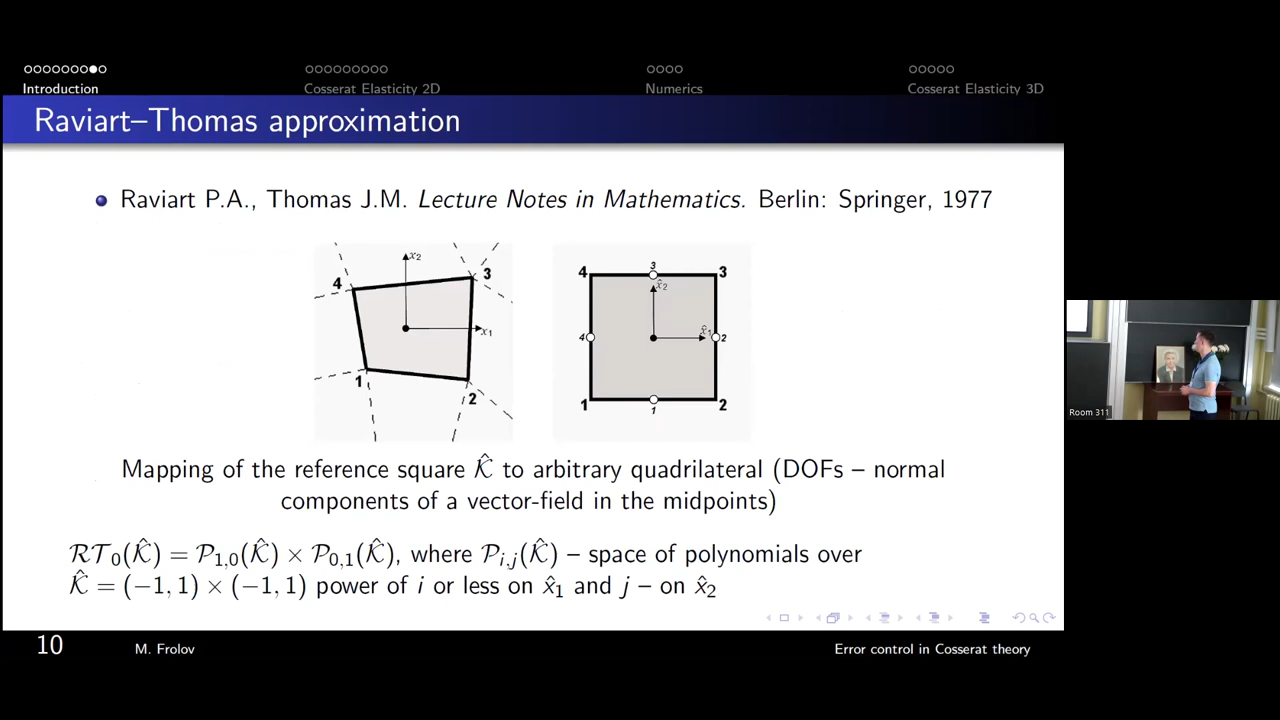 Introduction
Cosserat Elasticity 2D
Numerics
Cosserat Elasticity 3D
Raviart–Thomas approximation
Raviart P.A., Thomas J.M. Lecture Notes in Mathematics. Berlin: Springer, 1977
x₂
3
4
x₁
1
2
4
3
3
x̂₂
4
x̂₁
2
1
1
2
Mapping of the reference square 𝒦̂ to arbitrary quadrilateral (DOFs – normal
components of a vector-field in the midpoints)
ℛ𝒯₀(𝒦̂) = 𝒫₁,₀(𝒦̂) × 𝒫₀,₁(𝒦̂), where 𝒫ᵢ,ⱼ(𝒦̂) – space of polynomials over
𝒦̂ = (−1, 1) × (−1, 1) power of i or less on x̂₁ and j – on x̂₂
10
M. Frolov
Error control in Cosserat theory
Room 311